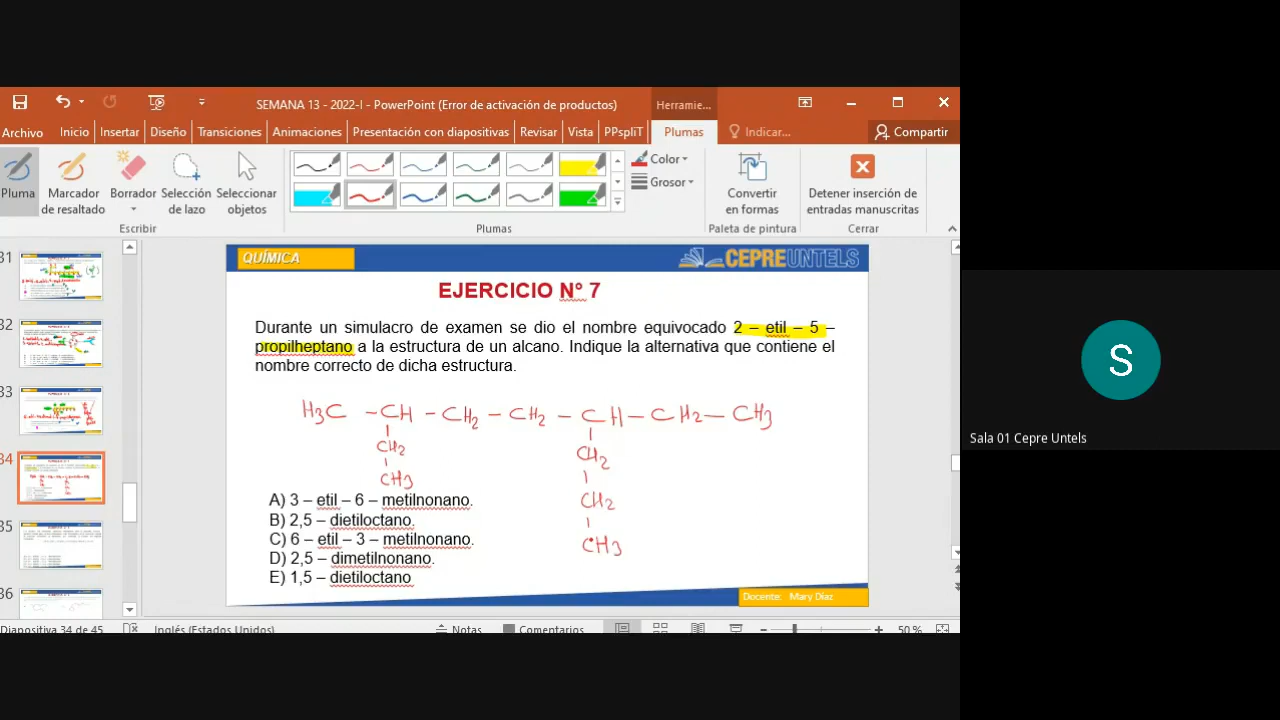 SEMANA 13 - 2022-I - PowerPoint (Error de activación de productos)
Herramie...
Archivo
Inicio
Insertar
Diseño
Transiciones
Animaciones
Presentación con diapositivas
Revisar
Vista
PPspliT
Plumas
Indicar...
Compartir
Pluma
Marcador de resaltado
Borrador
Selección de lazo
Seleccionar objetos
Color
Grosor
Convertir en formas
Detener inserción de entradas manuscritas
Escribir
Plumas
Paleta de pintura
Cerrar
31
32
33
34
35
36
QUÍMICA
CEPREUNTELS
EJERCICIO N° 7
Durante un simulacro de examen se dio el nombre equivocado 2 – etil – 5 –
propilheptano a la estructura de un alcano. Indique la alternativa que contiene el
nombre correcto de dicha estructura.
H3C – CH – CH2 – CH2 – CH – CH2 – CH3
CH2 CH2
CH3 CH2
CH3
A) 3 – etil – 6 – metilnonano.
B) 2,5 – dietiloctano.
C) 6 – etil – 3 – metilnonano.
D) 2,5 – dimetilnonano.
E) 1,5 – dietiloctano
Docente: Mary Díaz
Diapositiva 34 de 45
Inglés (Estados Unidos)
Notas
Comentarios
50 %
S
Sala 01 Cepre Untels